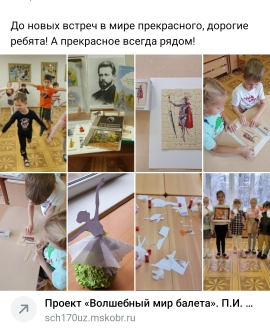 До новых встреч в мире прекрасного, дорогие
ребята! А прекрасное всегда рядом!
Проект «Волшебный мир балета». П.И. ...
sch170uz.mskobr.ru